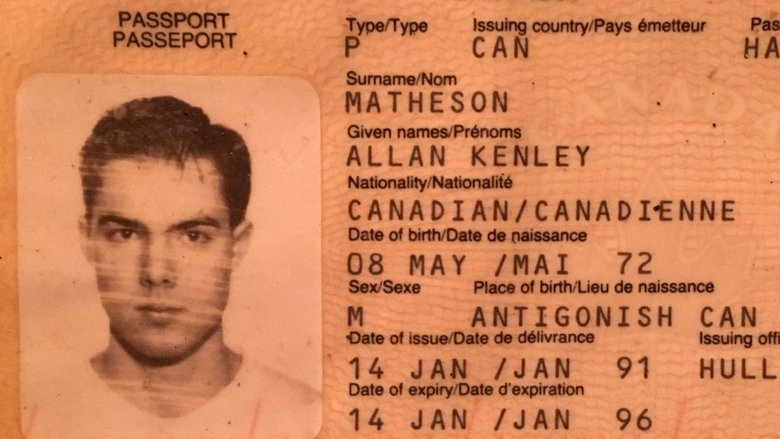 PASSPORT
PASSEPORT
Type/Type Issuing country/Pays émetteur
P CAN HA
Surname/Nom
MATHESON
Given names/Prénoms
ALLAN KENLEY
Nationality/Nationalité
CANADIAN/CANADIENNE
Date of birth/Date de naissance
08 MAY /MAI 72
Sex/Sexe Place of birth/Lieu de naissance
M ANTIGONISH CAN
Date of issue/Date de délivrance Issuing
14 JAN /JAN 91 HULL
Date of expiry/Date d'expiration
14 JAN /JAN 96
CANADA